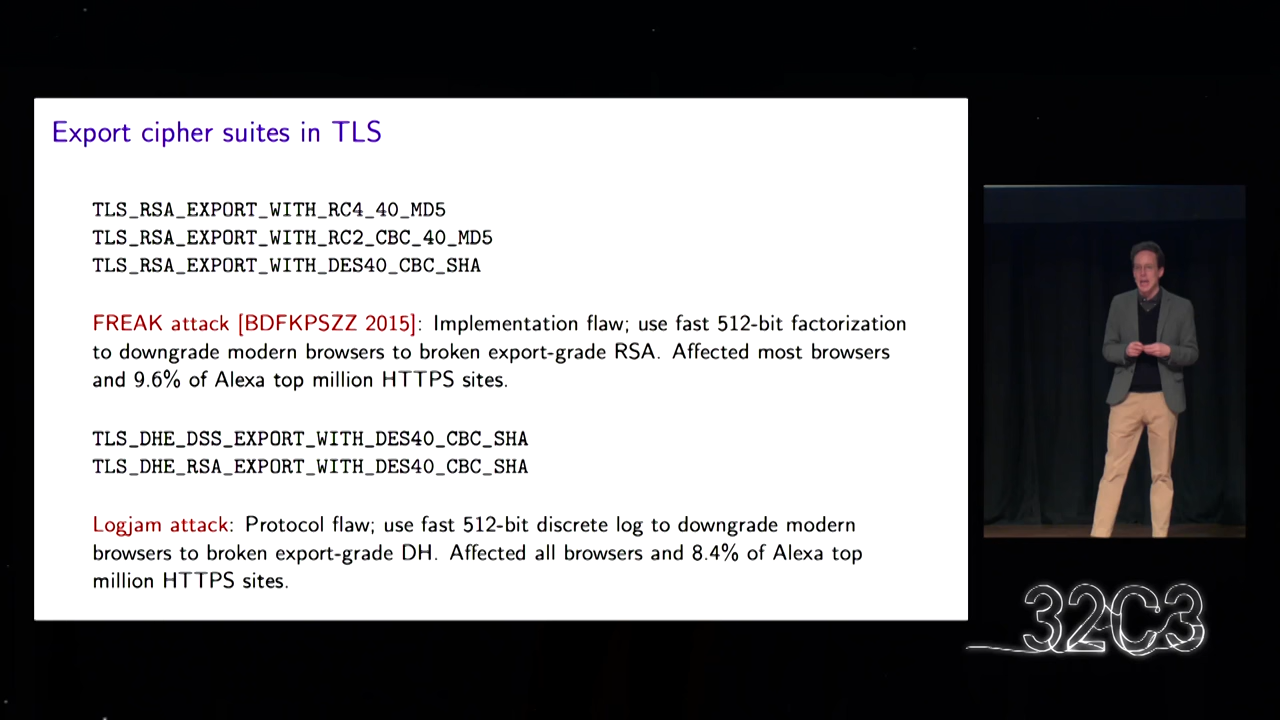 Export cipher suites in TLS
TLS_RSA_EXPORT_WITH_RC4_40_MD5
TLS_RSA_EXPORT_WITH_RC2_CBC_40_MD5
TLS_RSA_EXPORT_WITH_DES40_CBC_SHA
FREAK attack [BDFKPSZZ 2015]: Implementation flaw; use fast 512-bit factorization
to downgrade modern browsers to broken export-grade RSA. Affected most browsers
and 9.6% of Alexa top million HTTPS sites.
TLS_DHE_DSS_EXPORT_WITH_DES40_CBC_SHA
TLS_DHE_RSA_EXPORT_WITH_DES40_CBC_SHA
Logjam attack: Protocol flaw; use fast 512-bit discrete log to downgrade modern
browsers to broken export-grade DH. Affected all browsers and 8.4% of Alexa top
million HTTPS sites.
32C3